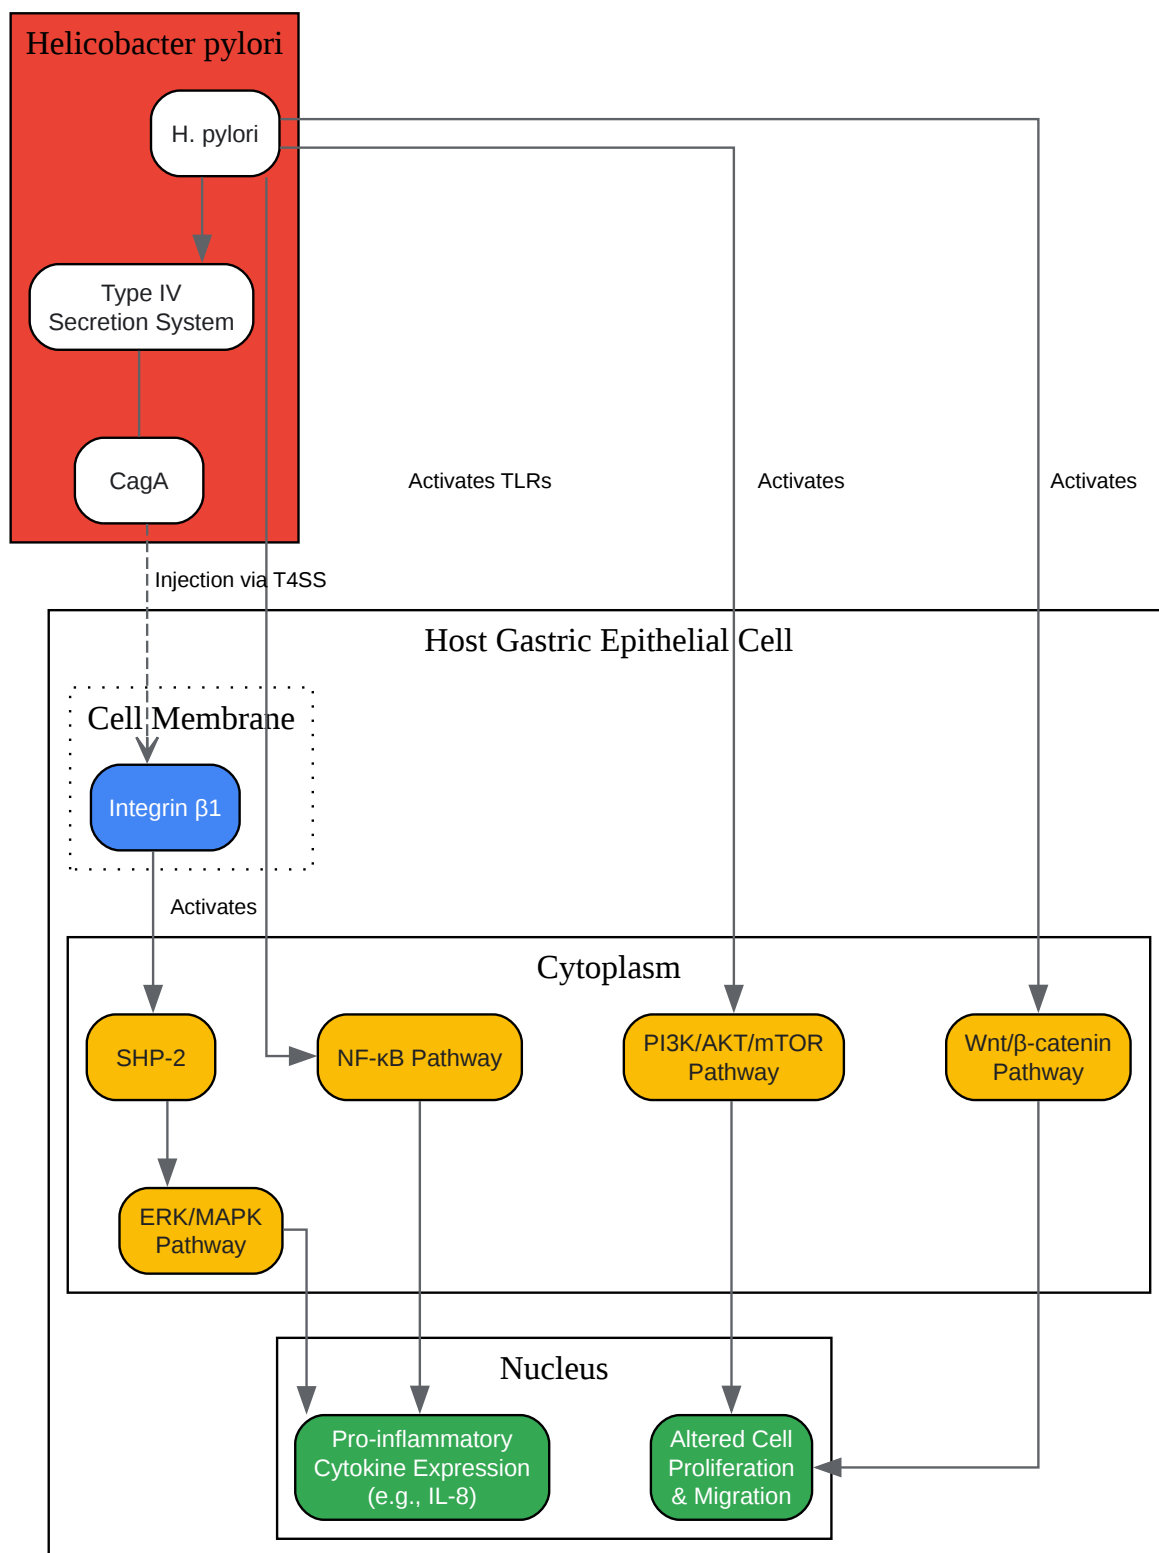 Helicobacter pylori
H. pylori
Type IV
Secretion System
CagA
Activates TLRs
Activates
Activates
Injection via T4SS
Host Gastric Epithelial Cell
Cell Membrane
Integrin β1
Activates
Cytoplasm
SHP-2
NF-κB Pathway
PI3K/AKT/mTOR
Pathway
Wnt/β-catenin
Pathway
ERK/MAPK
Pathway
Nucleus
Pro-inflammatory
Cytokine Expression
(e.g., IL-8)
Altered Cell
Proliferation
& Migration